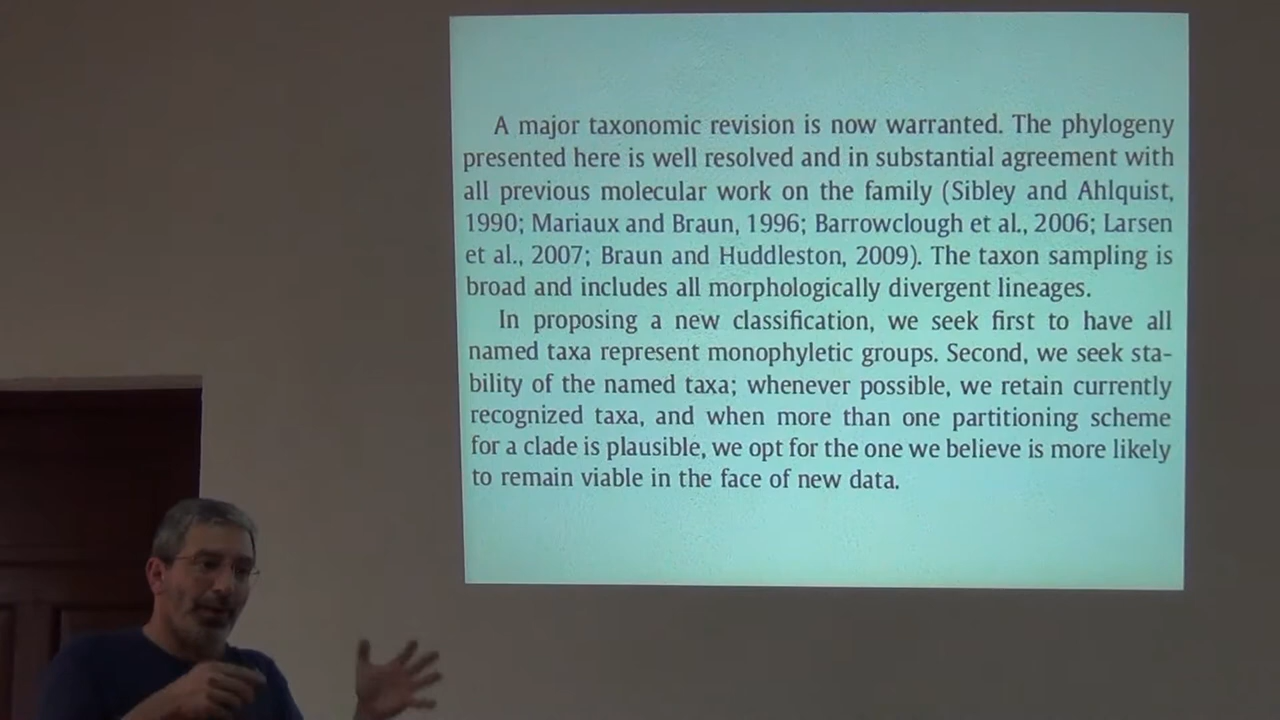 A major taxonomic revision is now warranted. The phylogeny
presented here is well resolved and in substantial agreement with
all previous molecular work on the family (Sibley and Ahlquist,
1990; Mariaux and Braun, 1996; Barrowclough et al., 2006; Larsen
et al., 2007; Braun and Huddleston, 2009). The taxon sampling is
broad and includes all morphologically divergent lineages.
In proposing a new classification, we seek first to have all
named taxa represent monophyletic groups. Second, we seek sta-
bility of the named taxa; whenever possible, we retain currently
recognized taxa, and when more than one partitioning scheme
for a clade is plausible, we opt for the one we believe is more likely
to remain viable in the face of new data.